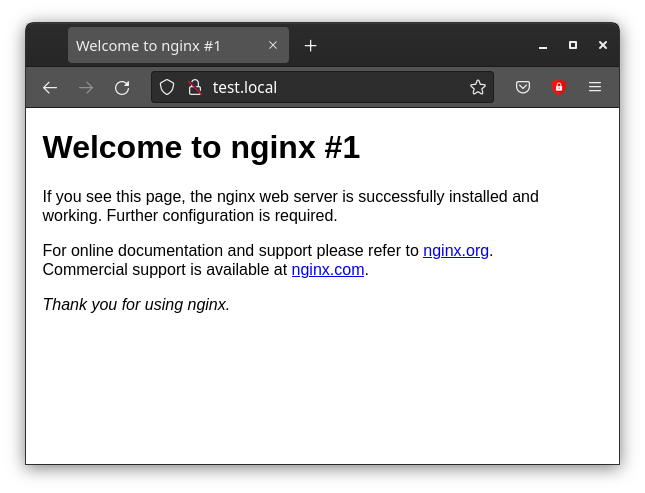 Welcome to nginx #1
test.local
Welcome to nginx #1
If you see this page, the nginx web server is successfully installed and
working. Further configuration is required.
For online documentation and support please refer to nginx.org.
Commercial support is available at nginx.com.
Thank you for using nginx.